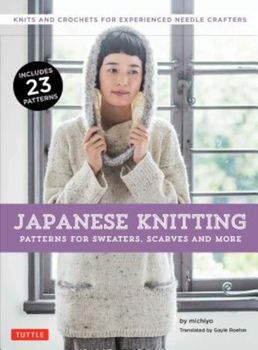 KNITS AND CROCHETS FOR EXPERIENCED NEEDLE CRAFTERS
INCLUDES
23
PATTERNS
JAPANESE KNITTING
PATTERNS FOR SWEATERS, SCARVES AND MORE
by michiyo
Translated by Gayle Roehm
TUTTLE